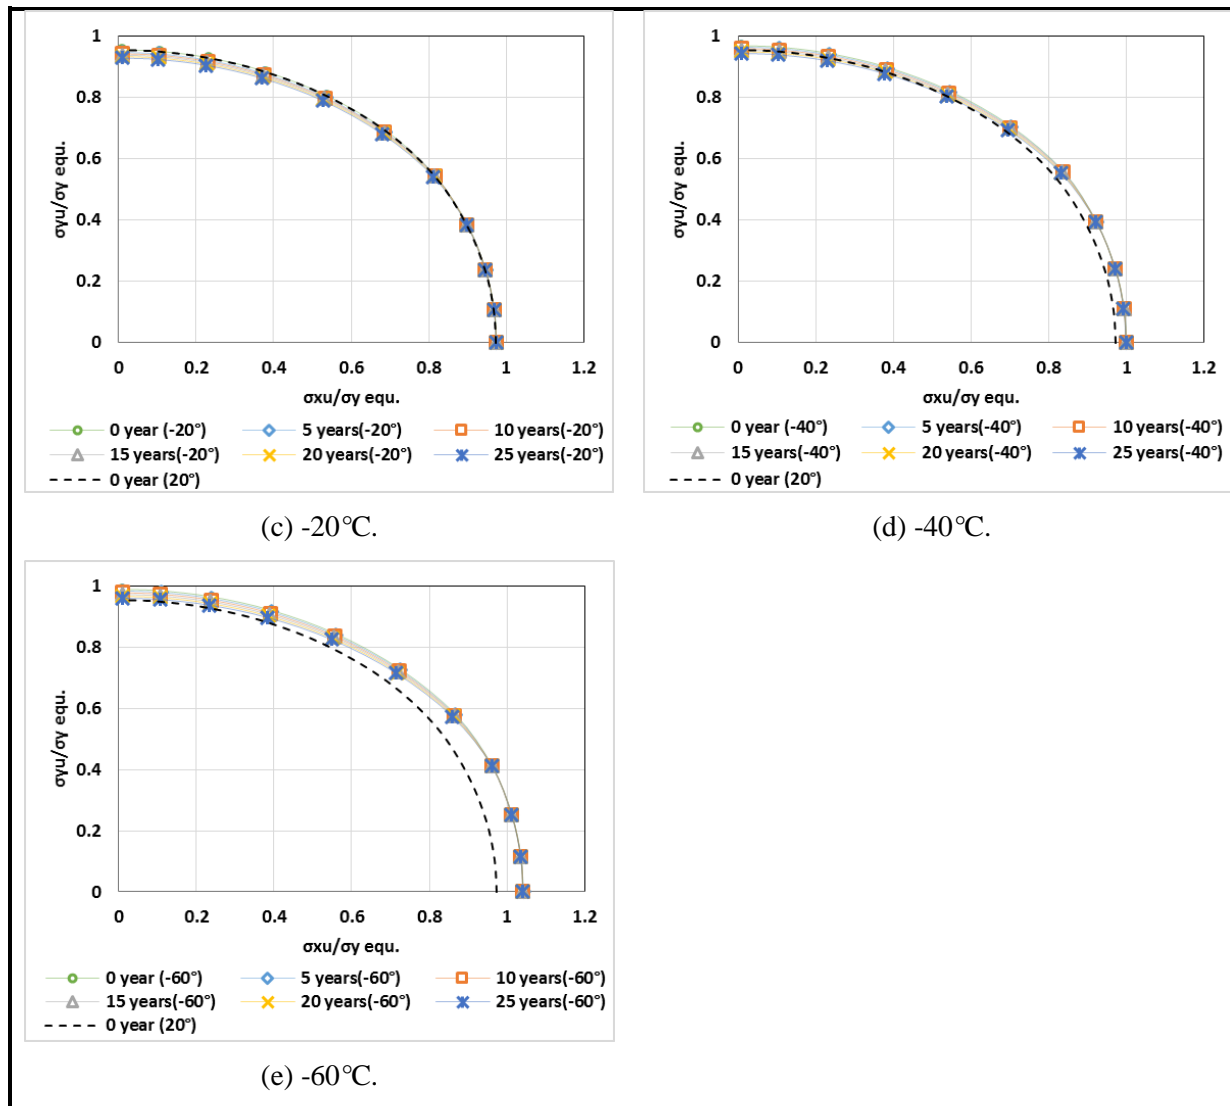 1
0.8
0.6
0.4
0.2
0
σyu/σy equ.
0 0.2 0.4 0.6 0.8 1 1.2
σxu/σy equ.
0 year (-20°) 5 years(-20°) 10 years(-20°)
15 years(-20°) 20 years(-20°) 25 years(-20°)
0 year (20°)
(c) -20℃.
1
0.8
0.6
0.4
0.2
0
σyu/σy equ.
0 0.2 0.4 0.6 0.8 1 1.2
σxu/σy equ.
0 year (-40°) 5 years(-40°) 10 years(-40°)
15 years(-40°) 20 years(-40°) 25 years(-40°)
0 year (20°)
(d) -40℃.
1
0.8
0.6
0.4
0.2
0
σyu/σy equ.
0 0.2 0.4 0.6 0.8 1 1.2
σxu/σy equ.
0 year (-60°) 5 years(-60°) 10 years(-60°)
15 years(-60°) 20 years(-60°) 25 years(-60°)
0 year (20°)
(e) -60℃.